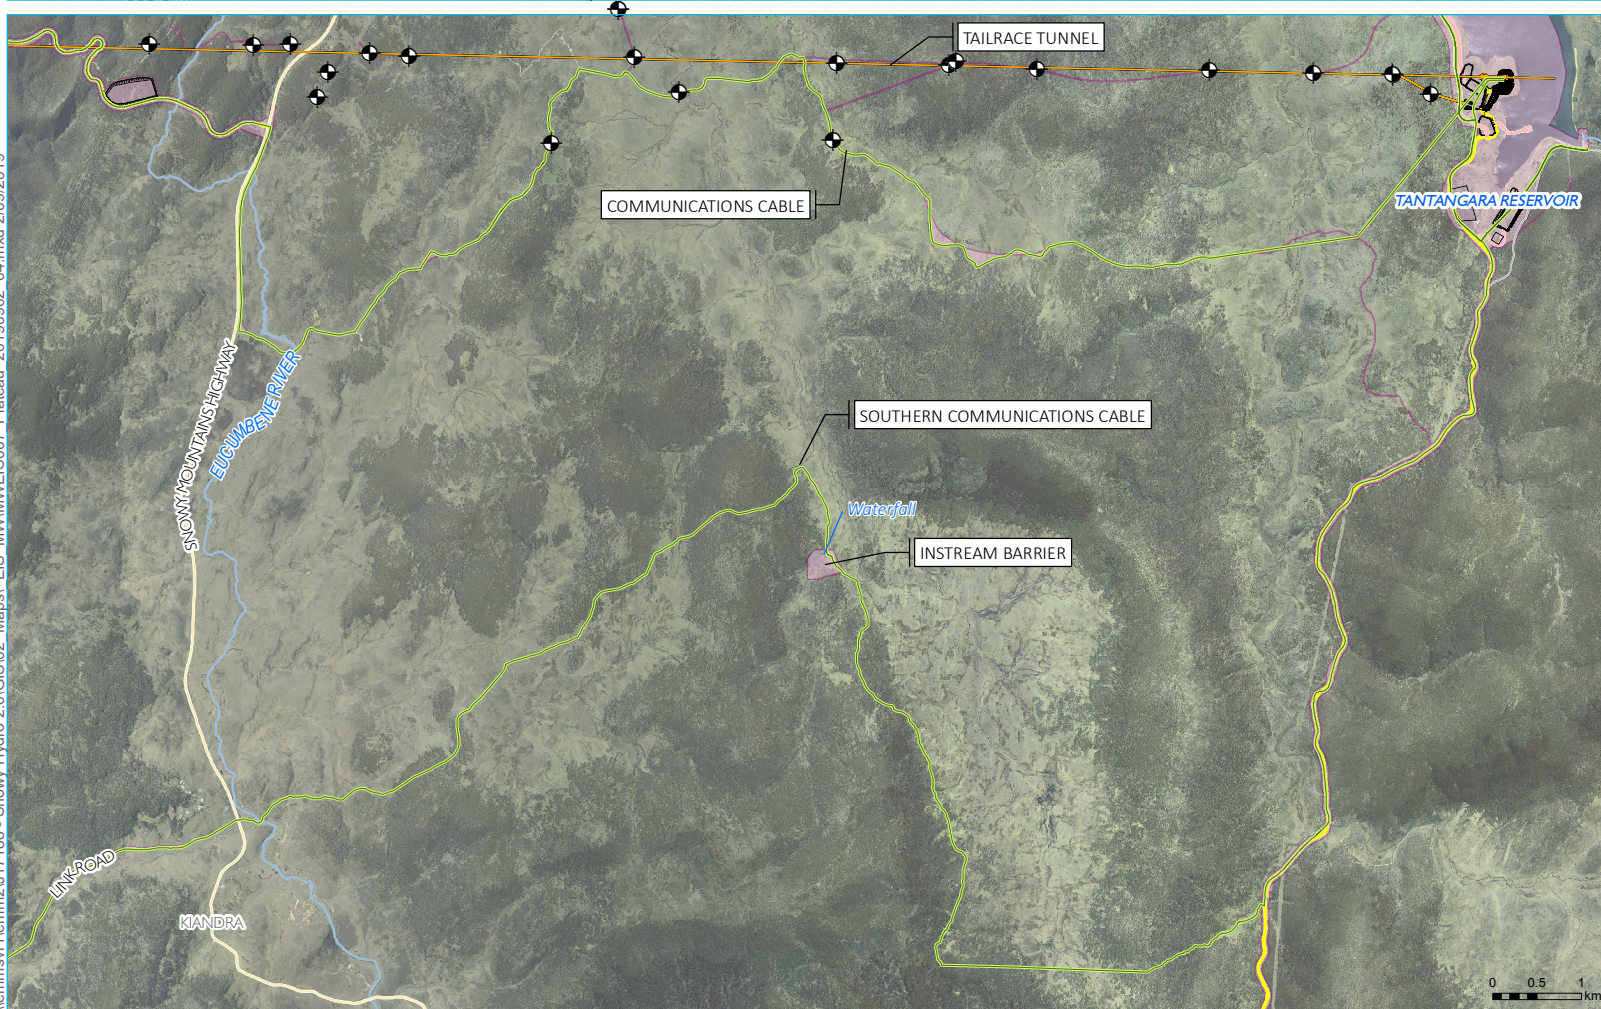 TAILRACE TUNNEL
COMMUNICATIONS CABLE
TANTANGARA RESERVOIR
SNOWY MOUNTAINS HIGHWAY
EUCUMBENE RIVER
SOUTHERN COMMUNICATIONS CABLE
Waterfall
INSTREAM BARRIER
LINK ROAD
KIANDRA
0 0.5 1
km